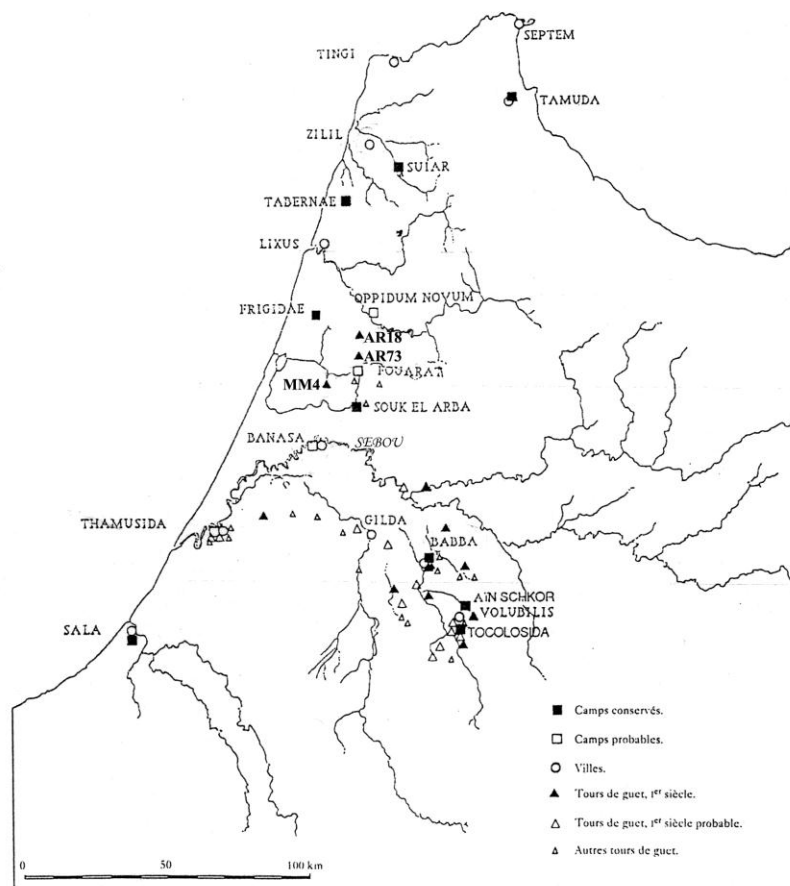 SEPTEM
TINGI
TAMUDA
ZILIL
SUIAR
TABERNAE
LIXUS
OPPIDUM NOVUM
FRIGIDAE
AR18
AR73
FOUARAT
MM4
SOUK EL ARBA
BANASA
SEBOU
THAMUSIDA
GILDA
BABBA
AÏN SCHKOR
VOLUBILIS
SALA
TOCOLOSIDA
Camps conservés.
Camps probables.
Villes.
Tours de guet, 1er siècle.
Tours de guet, 1er siècle probable.
Autres tours de guet.
0 50 100 km